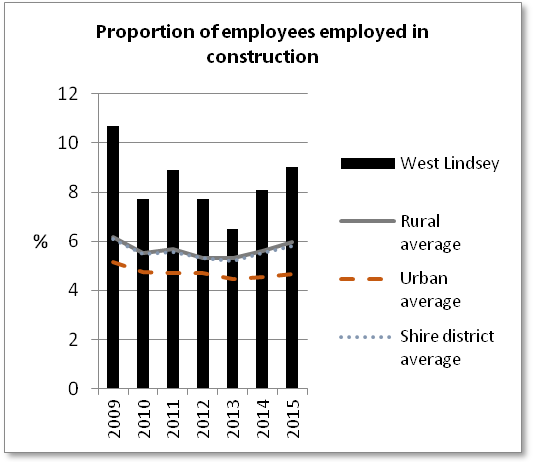 Proportion of employees employed in
construction
12
10
8
6
4
2
0
%
2009
2010
2011
2012
2013
2014
2015
West Lindsey
Rural
average
Urban
average
Shire district
average